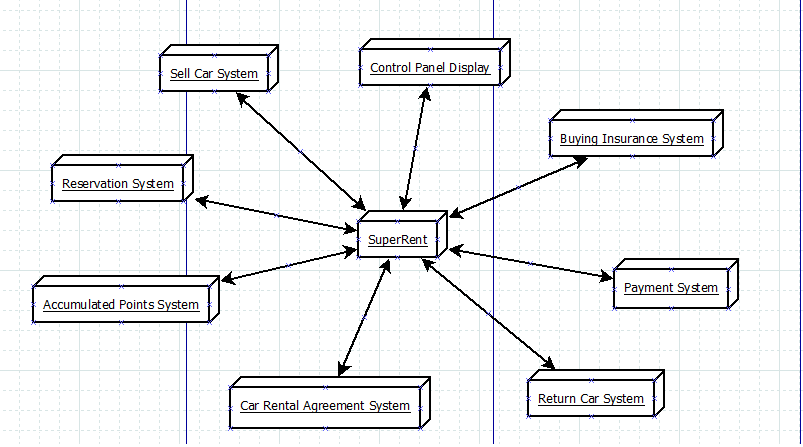 Control Panel Display
Sell Car System
Buying Insurance System
Reservation System
SuperRent
Payment System
Accumulated Points System
Return Car System
Car Rental Agreement System